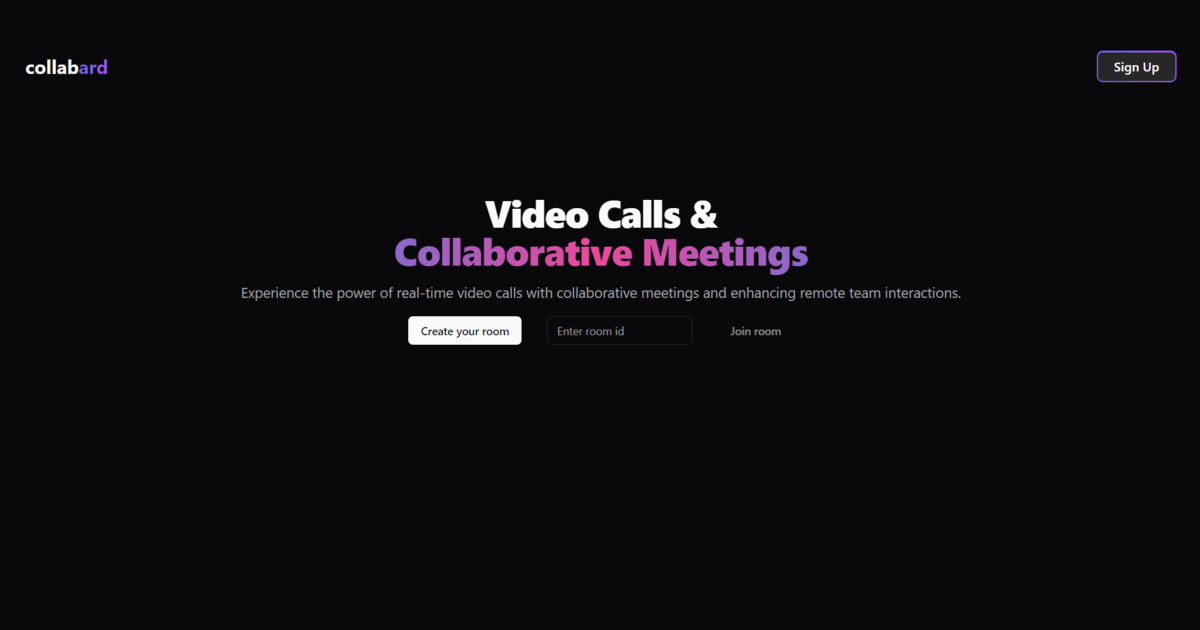 collabard
Sign Up
Video Calls &
Collaborative Meetings
Experience the power of real-time video calls with collaborative meetings and enhancing remote team interactions.
Create your room
Enter room id
Join room